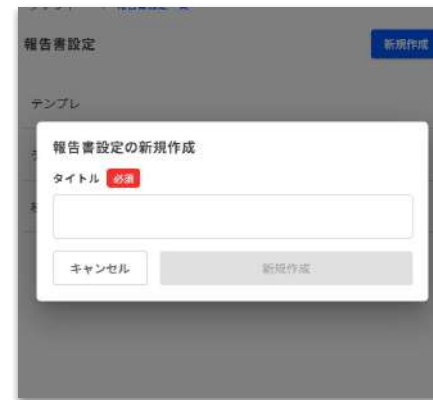 報告書設定
新規作成
テンプレ
報告書設定の新規作成
タイトル 必須
キャンセル
新規作成